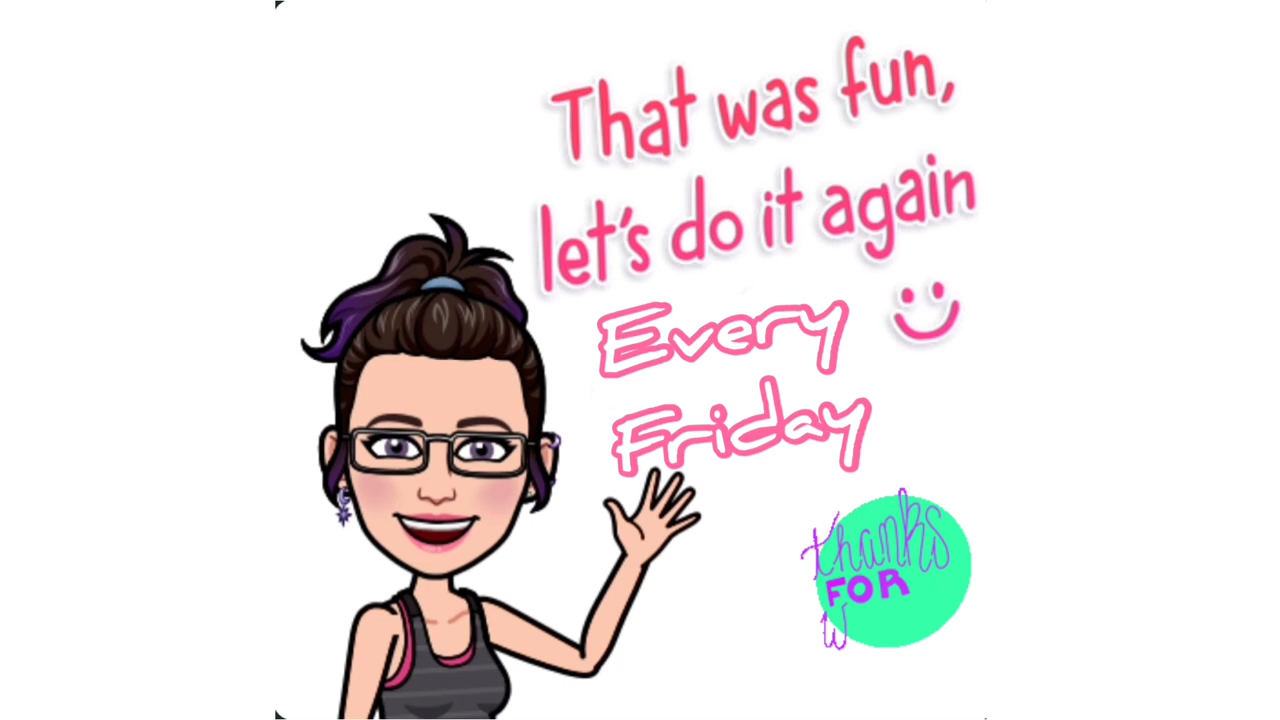 That was fun,
let's do it again
Every
Friday
thanks
FOR
W